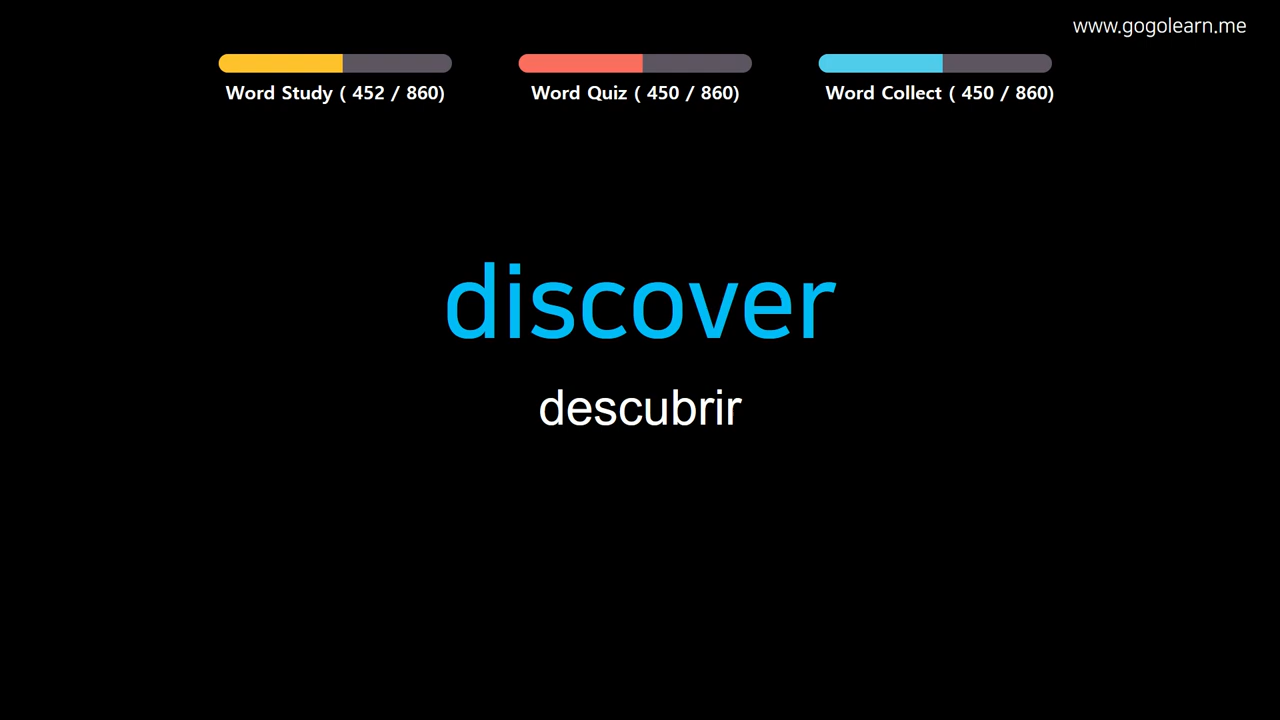 www.gogolearn.me
Word Study ( 452 / 860)
Word Quiz ( 450 / 860)
Word Collect ( 450 / 860)
discover
descubrir